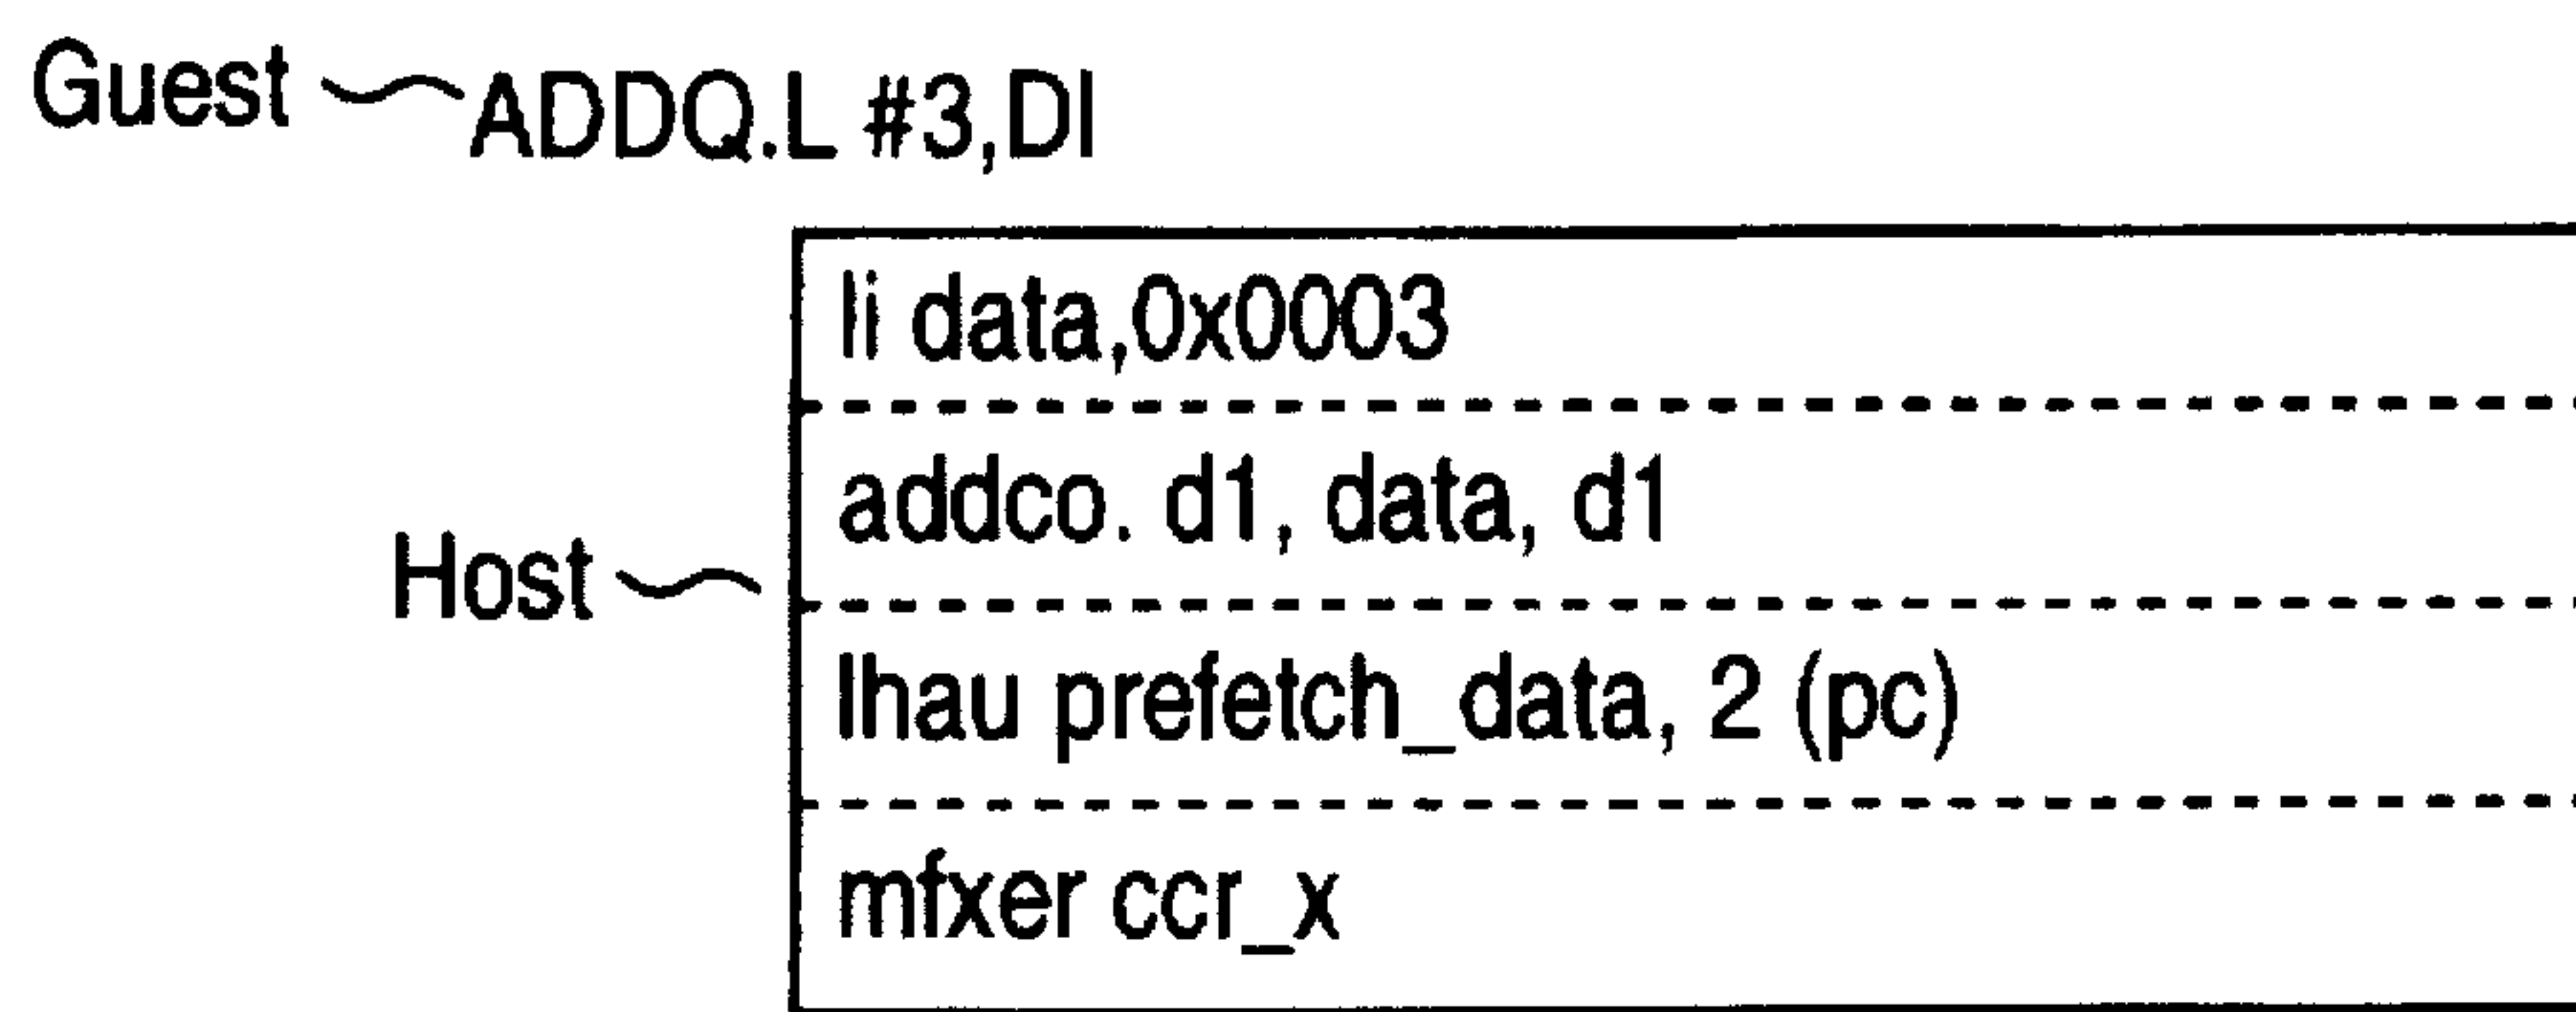 Guest ADDQ.L #3,DI
li data,0x0003
addco. d1, data, d1
Host
lhau prefetch_data, 2 (pc)
mfxer ccr_x